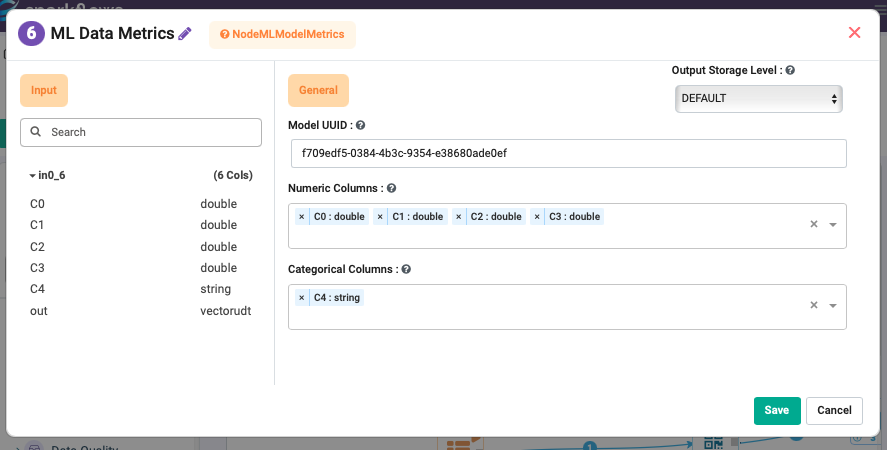 6 ML Data Metrics NodeMLModelMetrics
Input
Search
in0_6 (6 Cols)
C0 double
C1 double
C2 double
C3 double
C4 string
out vectorudt
General
Output Storage Level :
DEFAULT
Model UUID :
f709edf5-0384-4b3c-9354-e38680ade0ef
Numeric Columns :
× C0 : double × C1 : double × C2 : double × C3 : double
Categorical Columns :
× C4 : string
Save Cancel
Data Quality
1